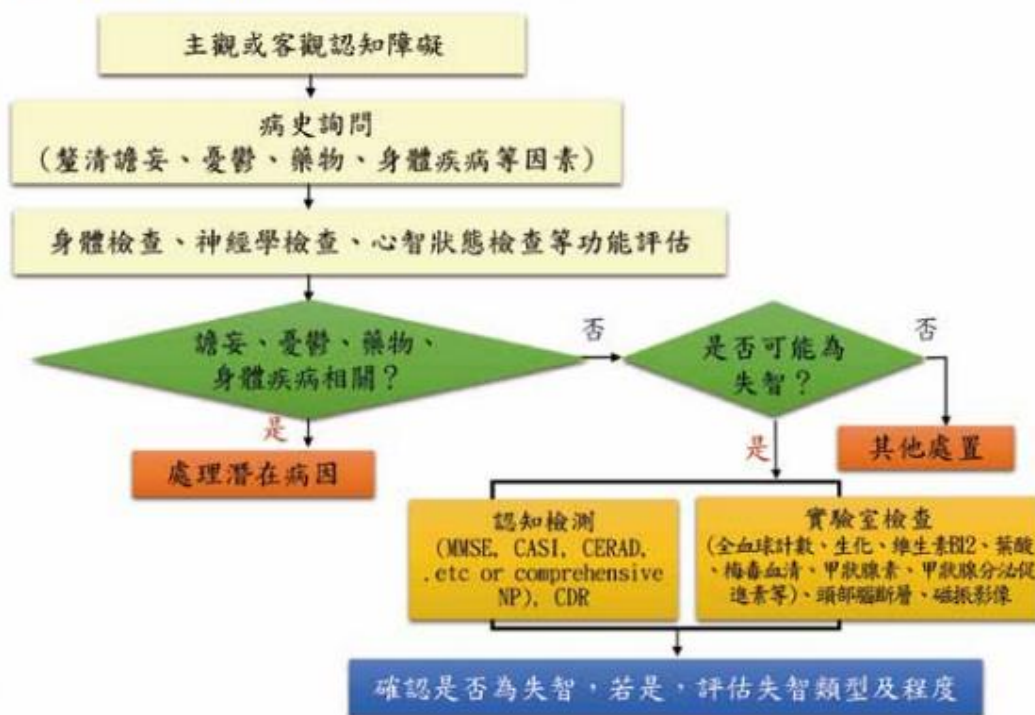 主觀或客觀認知障礙
病史詢問
(釐清譫妄、憂鬱、藥物、身體疾病等因素)
身體檢查、神經學檢查、心智狀態檢查等功能評估
譫妄、憂鬱、藥物、
身體疾病相關?
否
是否可能為
失智?
否
是
處理潛在病因
是
其他處置
認知檢測
(MMSE, CASI, CERAD,
.etc or comprehensive
NP), CDR
實驗室檢查
(全血球計數、生化、維生素B12、葉酸
、梅毒血清、甲狀腺素、甲狀腺分泌促
進素等)、頭部腦斷層、磁振影像
確認是否為失智,若是,評估失智類型及程度